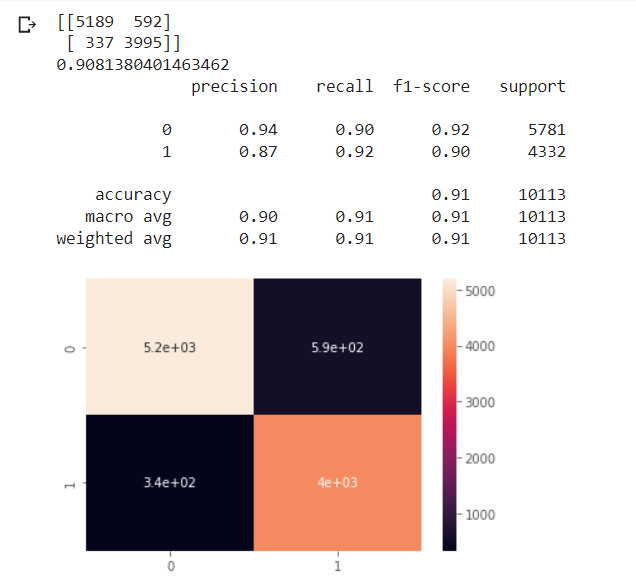 [[5189  592]
 [ 337 3995]]
0.9081380401463462
              precision    recall  f1-score   support

           0       0.94      0.90      0.92      5781
           1       0.87      0.92      0.90      4332

    accuracy                           0.91     10113
   macro avg       0.90      0.91      0.91     10113
weighted avg       0.91      0.91      0.91     10113
5000
0 5.2e+03 5.9e+02
4000
3000
2000
1 3.4e+02 4e+03
1000
0 1